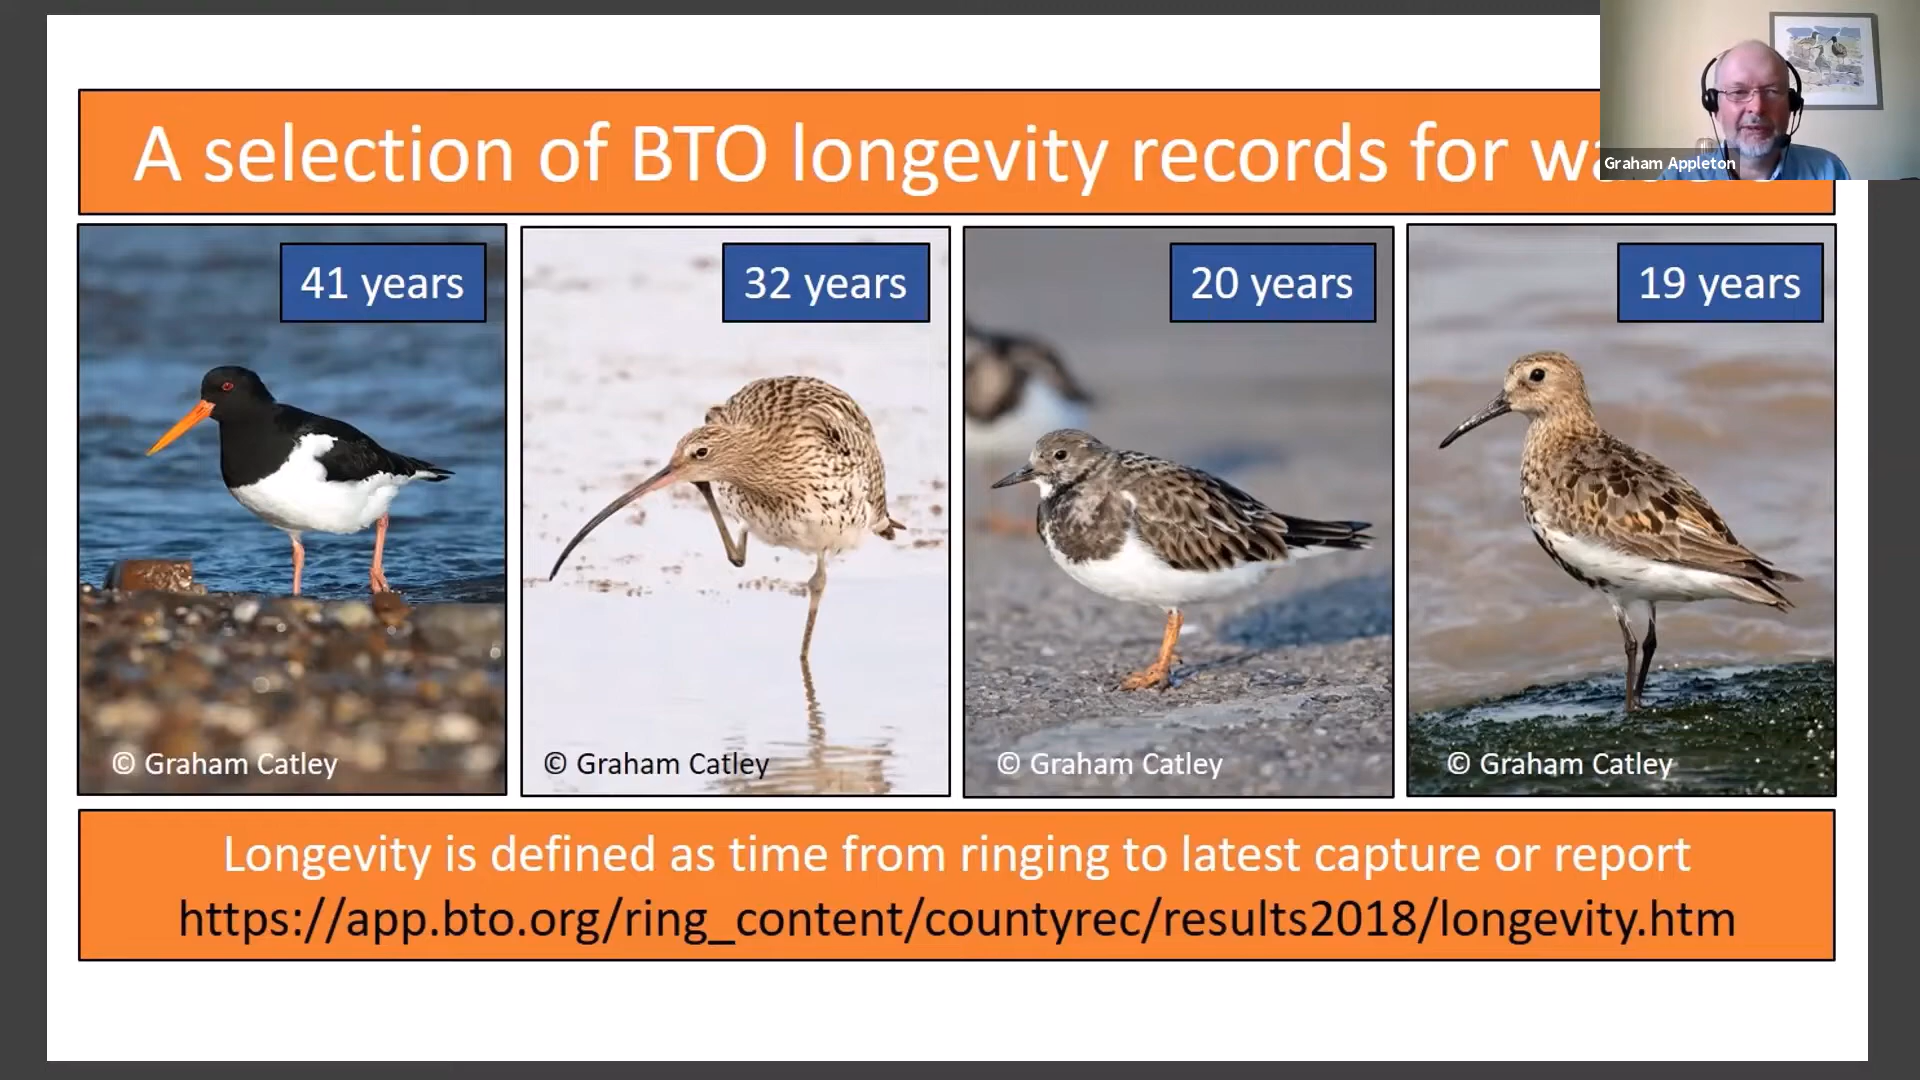 A selection of BTO longevity records for
Graham Appleton
41 years
32 years
20 years
19 years
© Graham Catley
© Graham Catley
© Graham Catley
© Graham Catley
Longevity is defined as time from ringing to latest capture or report
https://app.bto.org/ring_content/countyrec/results2018/longevity.htm